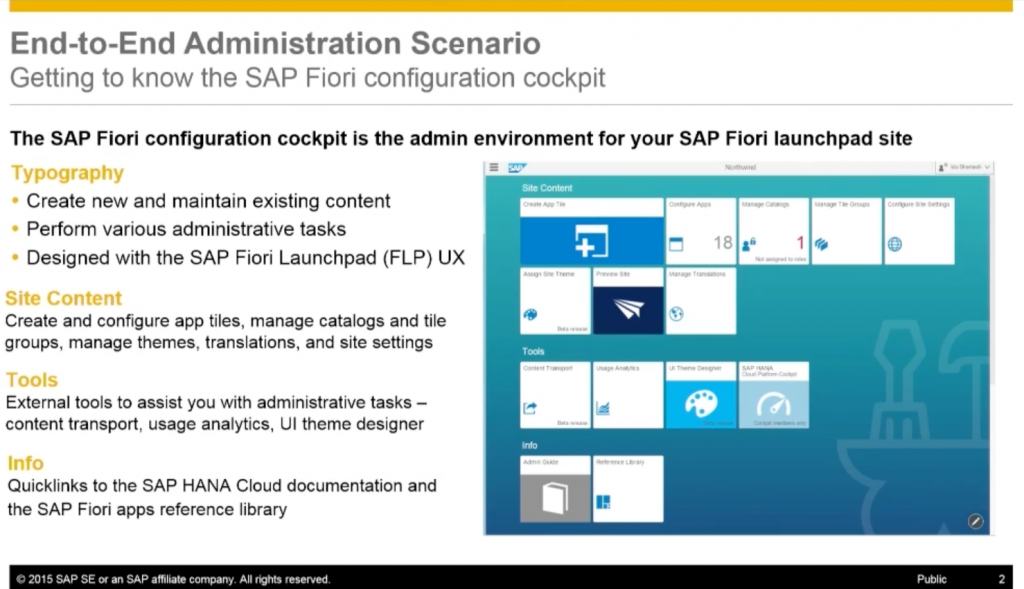 End-to-End Administration Scenario
Getting to know the SAP Fiori configuration cockpit
The SAP Fiori configuration cockpit is the admin environment for your SAP Fiori launchpad site
Typography
• Create new and maintain existing content
• Perform various administrative tasks
• Designed with the SAP Fiori Launchpad (FLP) UX
Site Content
Create and configure app tiles, manage catalogs and tile
groups, manage themes, translations, and site settings
Tools
External tools to assist you with administrative tasks –
content transport, usage analytics, UI theme designer
Info
Quicklinks to the SAP HANA Cloud documentation and
the SAP Fiori apps reference library
SAP
Northwind
Site Content
Create App Tile
Configure Apps
18
Manage Catalogs
1
Not assigned to roles
Manage Tile Groups
Configure Site Settings
Assign Site Theme
Beta release
Preview Site
Manage Translations
Tools
Content Transport
Beta release
Usage Analytics
UI Theme Designer
Beta release
SAP HANA
Cloud Platform Cockpit
Cockpit members only
Info
Admin Guide
Reference Library
© 2015 SAP SE or an SAP affiliate company. All rights reserved.
Public
2